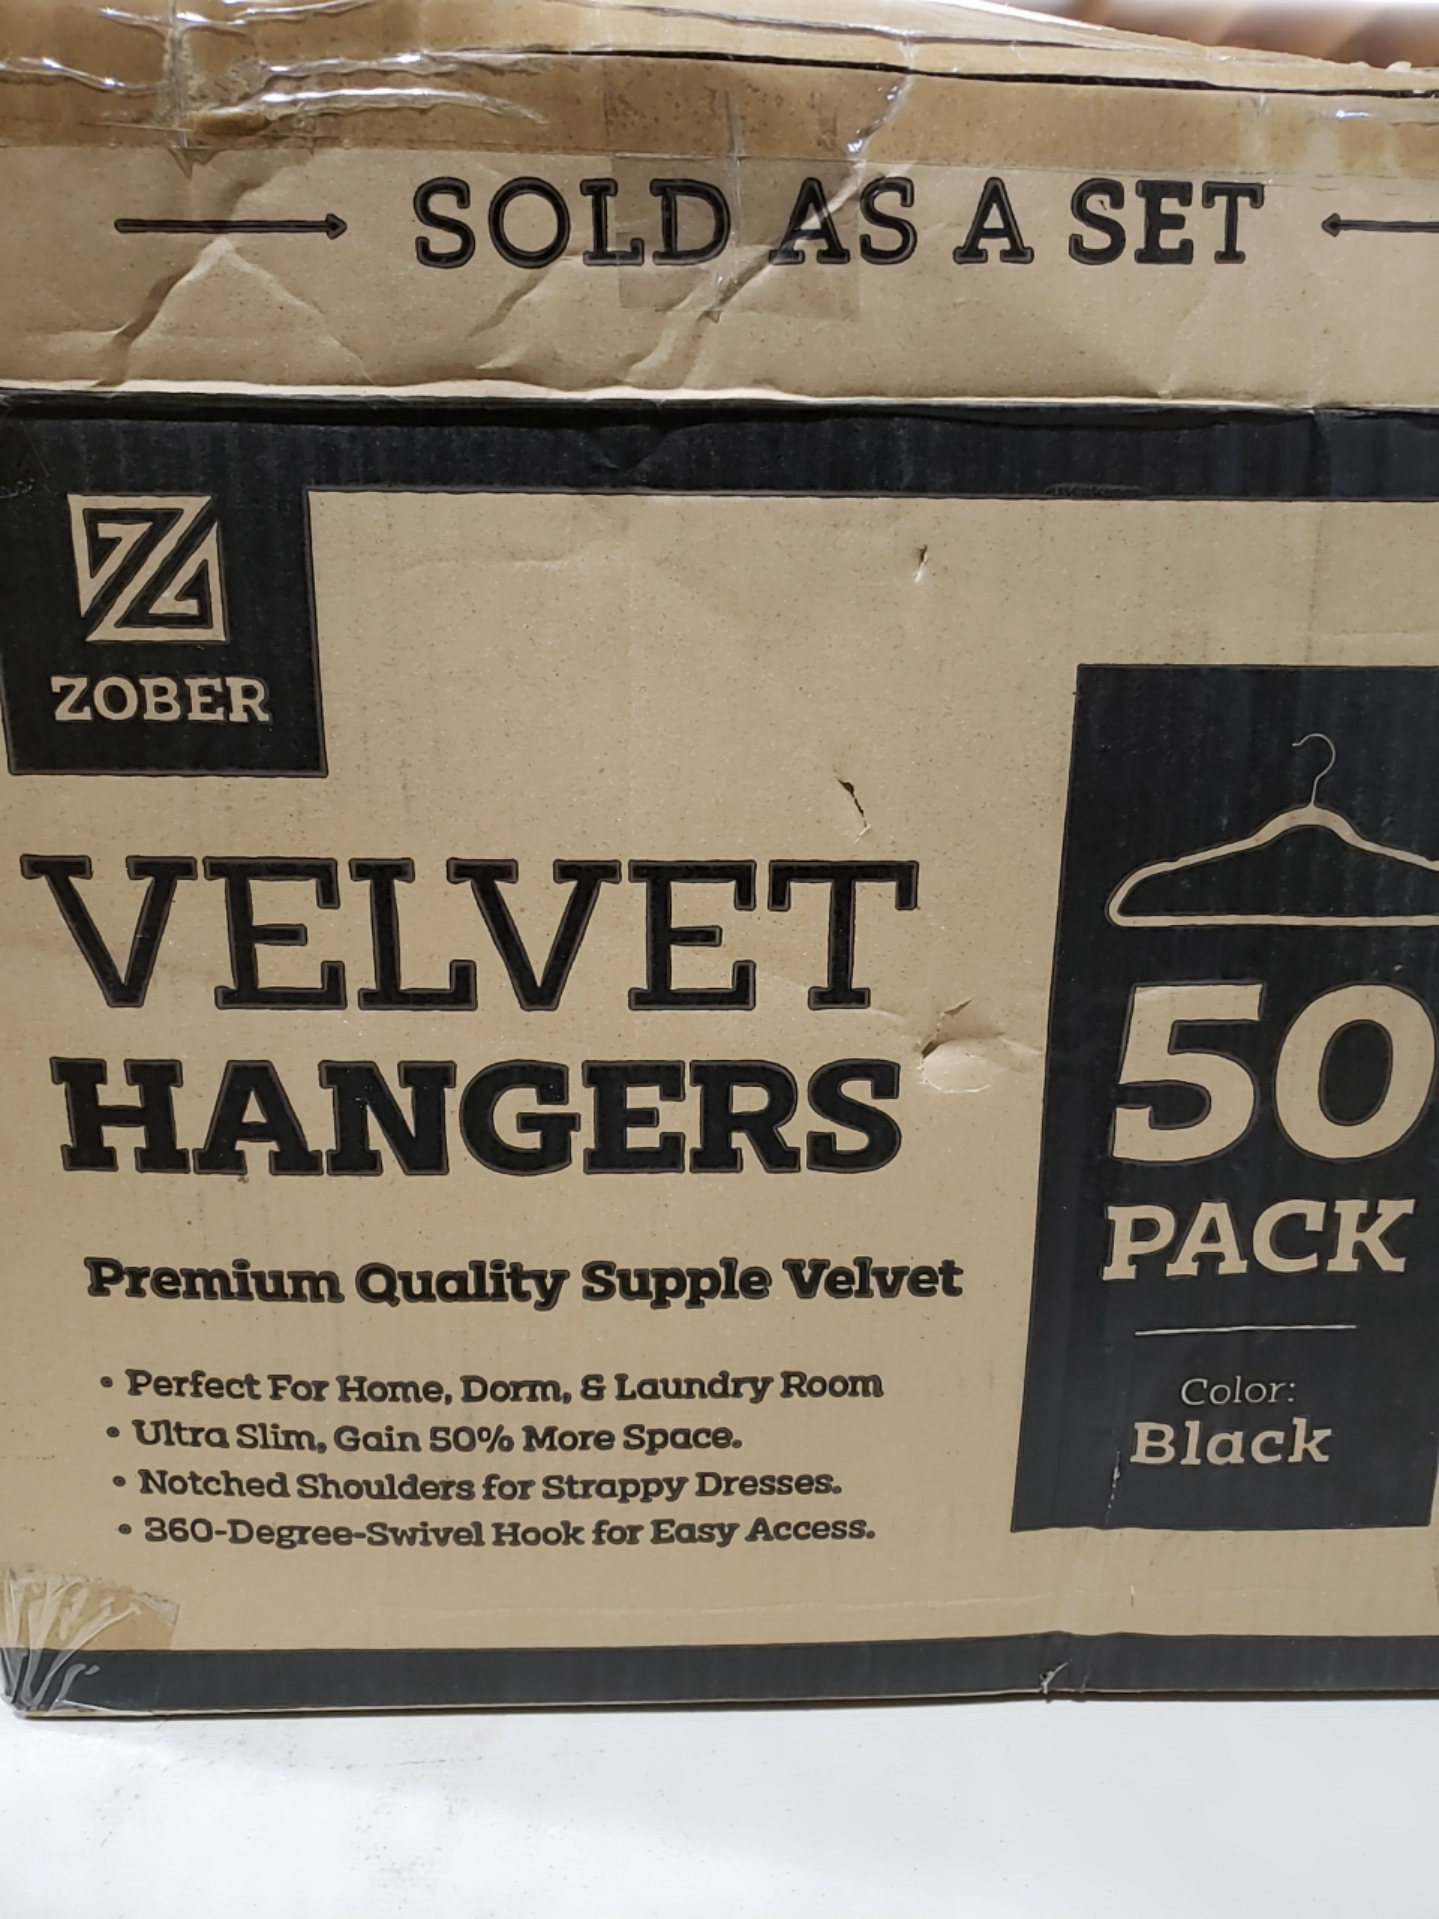 SOLD AS A SET
ZOBER
VELVET
HANGERS
Premium Quality Supple Velvet
• Perfect For Home, Dorm, & Laundry Room
• Ultra Slim, Gain 50% More Space.
• Notched Shoulders for Strappy Dresses.
• 360-Degree-Swivel Hook for Easy Access.
50
PACK
Color:
Black